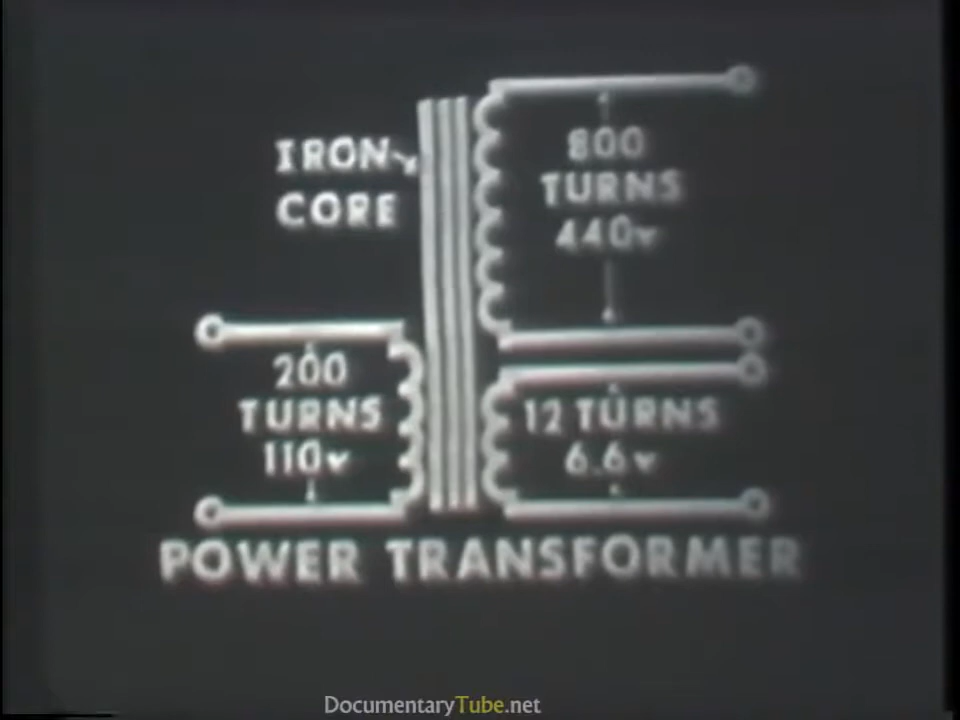 IRON
CORE
800
TURNS
440v
200
TURNS
110v
12 TURNS
6.6v
POWER TRANSFORMER
DocumentaryTube.net